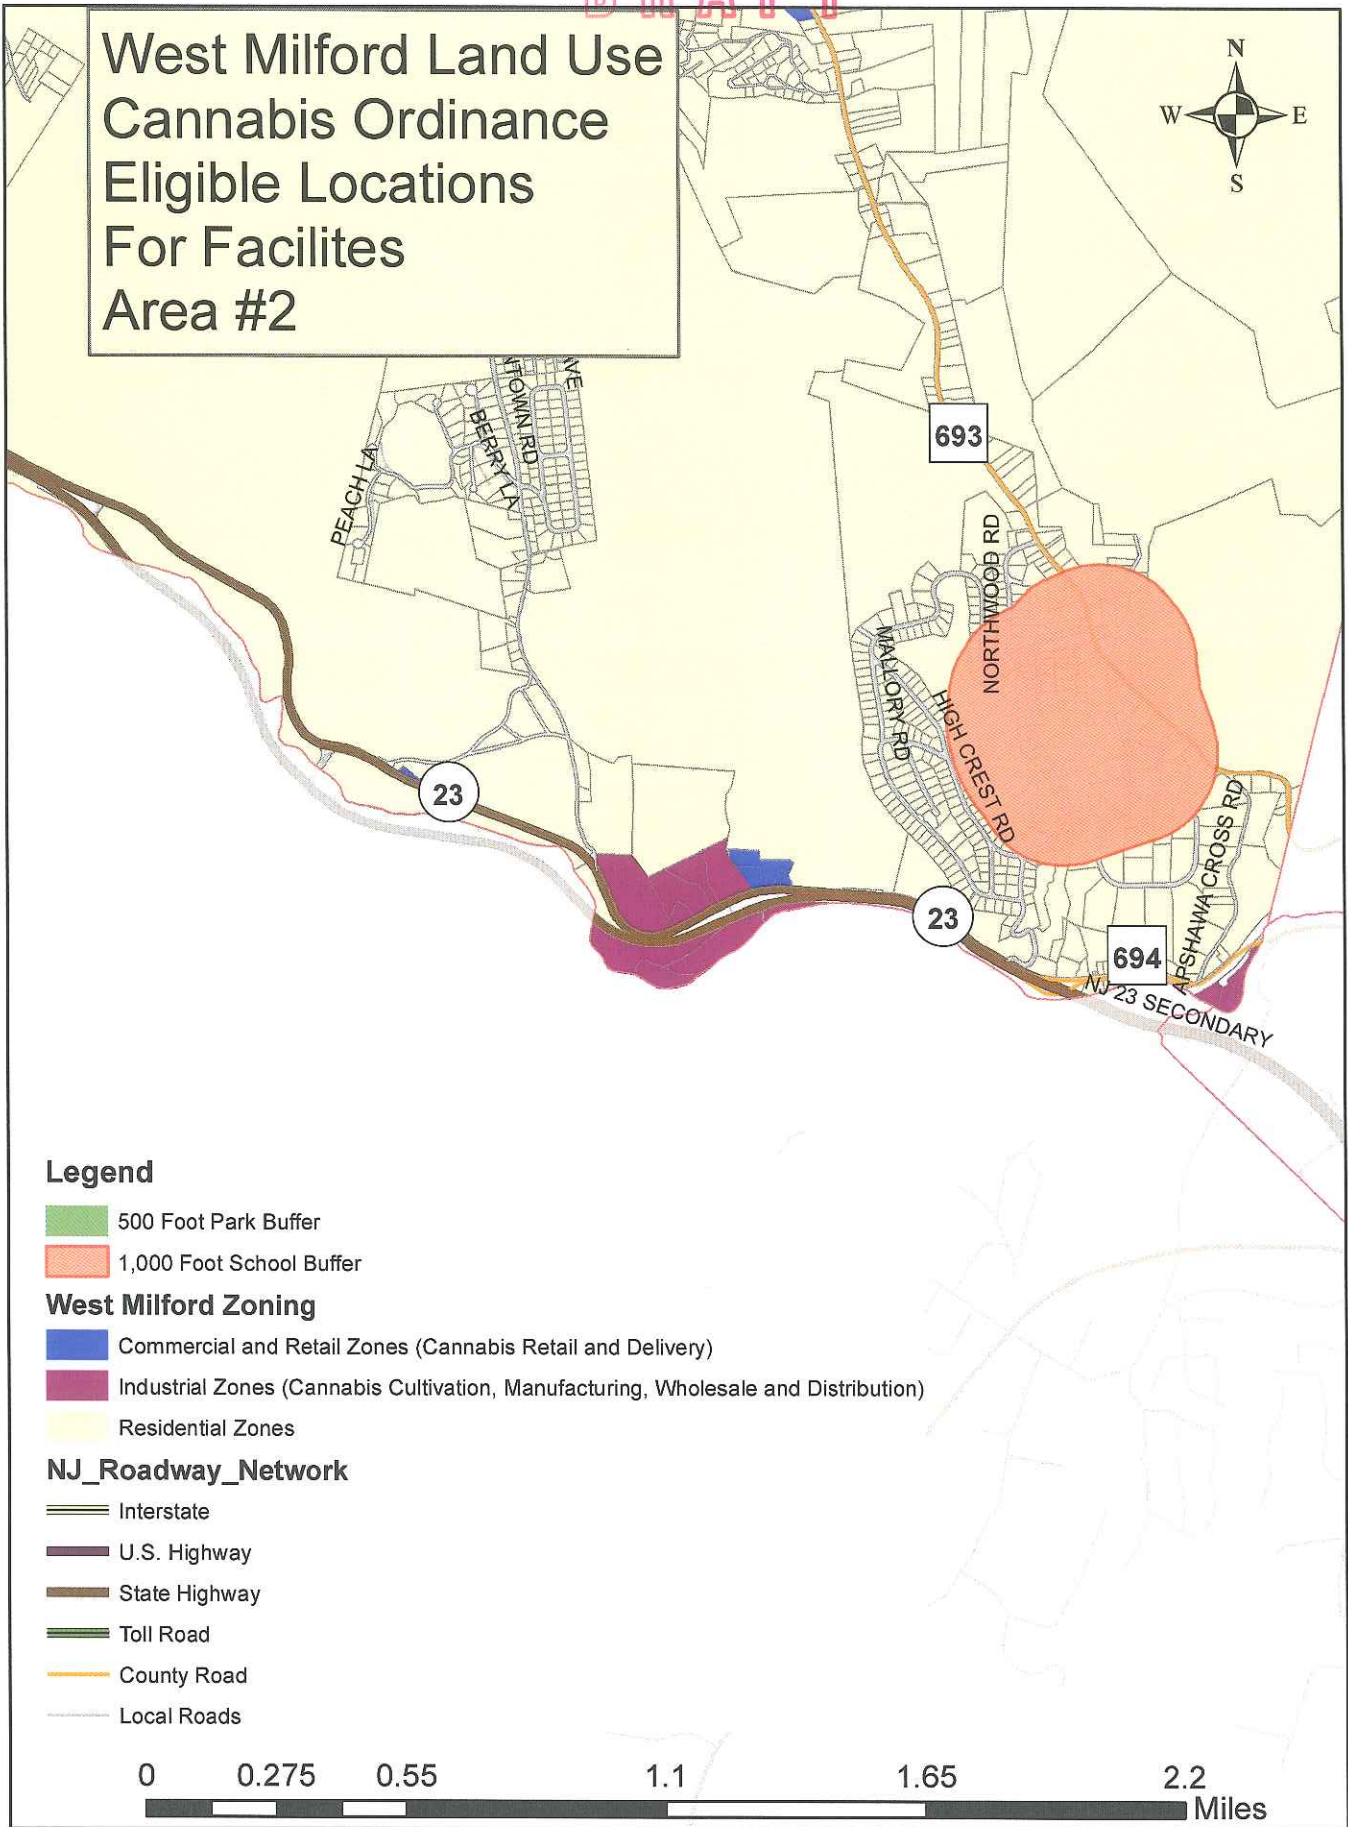 West Milford Land Use
Cannabis Ordinance
Eligible Locations
For Facilites
Area #2
N
W
E
S
PEACH LA
BERRY LA
NTOWN RD
AVE
693
NORTHWOOD RD
MALLORY RD
HIGH CREST RD
23
23
694
APSHAWA CROSS RD
NJ 23 SECONDARY
Legend
500 Foot Park Buffer
1,000 Foot School Buffer
West Milford Zoning
Commercial and Retail Zones (Cannabis Retail and Delivery)
Industrial Zones (Cannabis Cultivation, Manufacturing, Wholesale and Distribution)
Residential Zones
NJ_Roadway_Network
Interstate
U.S. Highway
State Highway
Toll Road
County Road
Local Roads
0 0.275 0.55 1.1 1.65 2.2
Miles